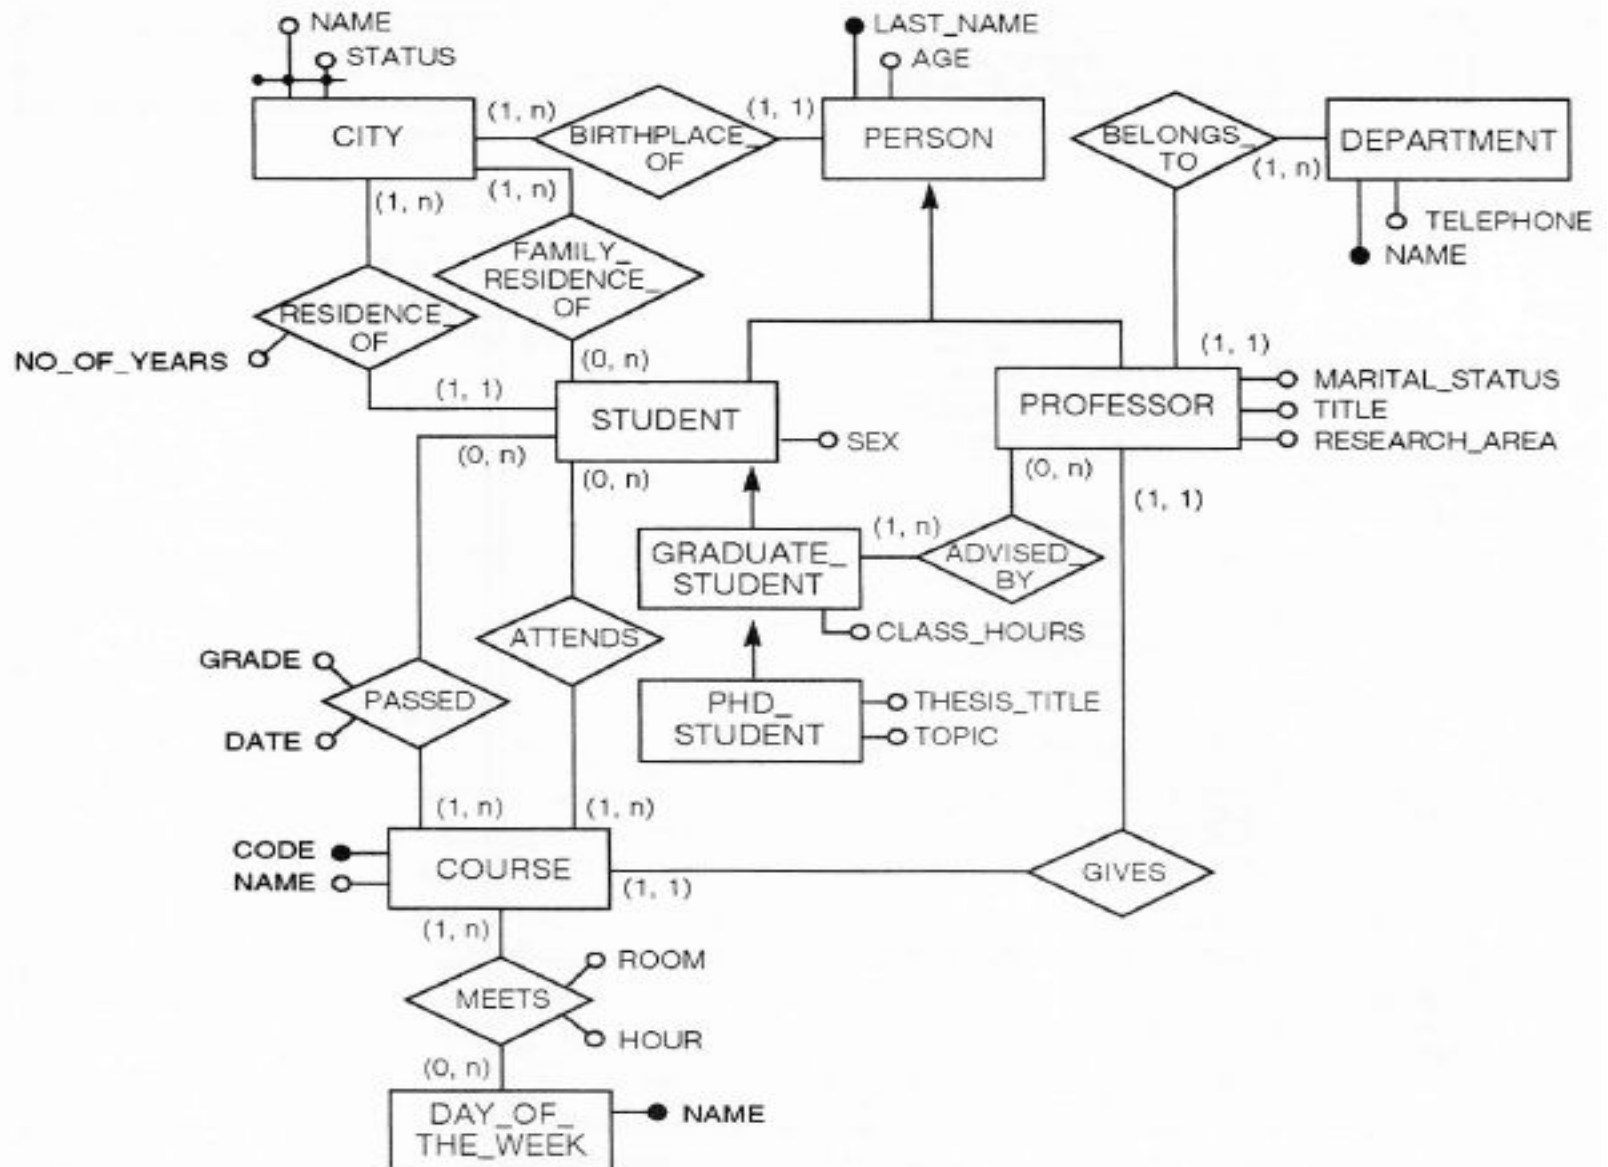 NAME
STATUS
LAST_NAME
AGE
CITY
(1, n)
BIRTHPLACE_
OF
(1, 1)
PERSON
BELONGS_
TO
(1, n)
DEPARTMENT
(1, n)
(1, n)
TELEPHONE
NAME
FAMILY_
RESIDENCE_
OF
RESIDENCE_
OF
NO_OF_YEARS
(0, n)
(1, 1)
(1, 1)
STUDENT
SEX
PROFESSOR
MARITAL_STATUS
TITLE
RESEARCH_AREA
(0, n)
(0, n)
(0, n)
(1, 1)
GRADUATE_
STUDENT
(1, n)
ADVISED_
BY
CLASS_HOURS
ATTENDS
GRADE
PASSED
DATE
PHD_
STUDENT
THESIS_TITLE
TOPIC
(1, n)
(1, n)
CODE
NAME
COURSE
(1, 1)
GIVES
(1, n)
ROOM
MEETS
HOUR
(0, n)
DAY_OF_
THE_WEEK
NAME